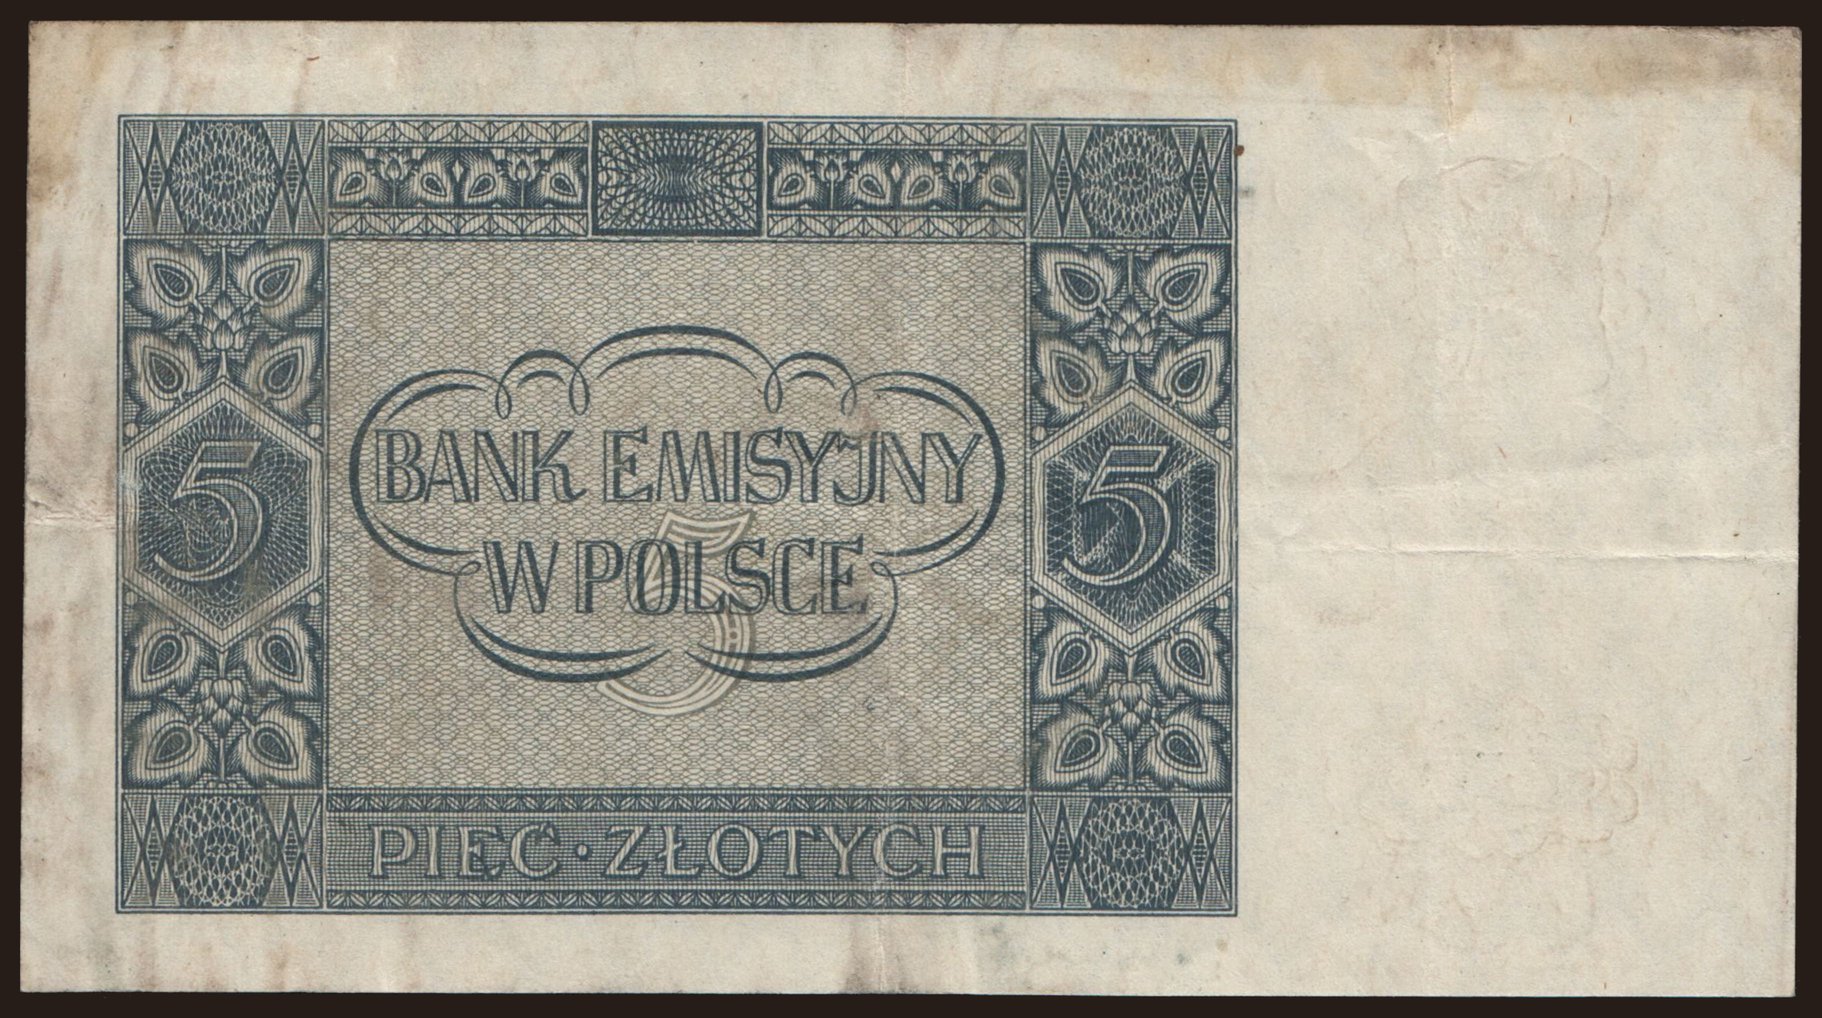 BANK EMISYJNY
5 5
W POLSCE
5
PIĘĆ · ZŁOTYCH